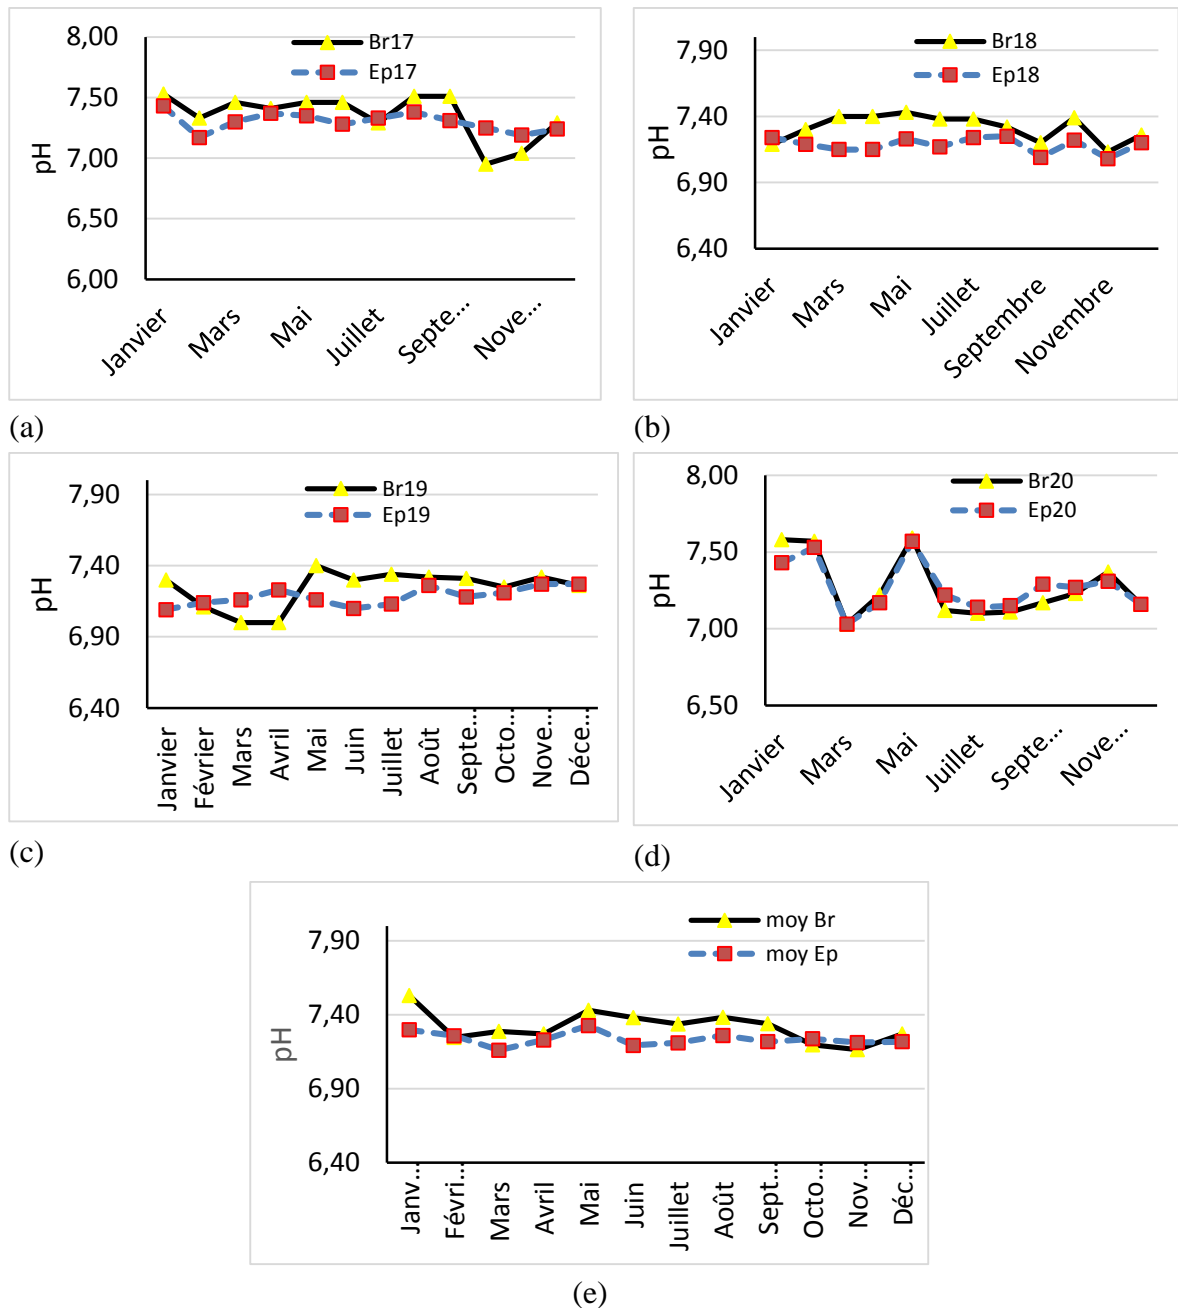 8,00
7,50
7,00
6,50
6,00
pH
Br17
Ep17
Janvier
Mars
Mai
Juillet
Septe...
Nove...
(a)
7,90
7,40
6,90
6,40
pH
Br18
Ep18
Janvier
Mars
Mai
Juillet
Septembre
Novembre
(b)
7,90
7,40
6,90
6,40
pH
Br19
Ep19
Janvier
Février
Mars
Avril
Mai
Juin
Juillet
Août
Septe...
Octo...
Nove...
Déce...
(c)
8,00
7,50
7,00
6,50
pH
Br20
Ep20
Janvier
Mars
Mai
Juillet
Septe...
Nove...
(d)
7,90
7,40
6,90
6,40
pH
moy Br
moy Ep
Janv...
Févri...
Mars
Avril
Mai
Juin
Juillet
Août
Sept...
Octo...
Nov...
Déc...
(e)